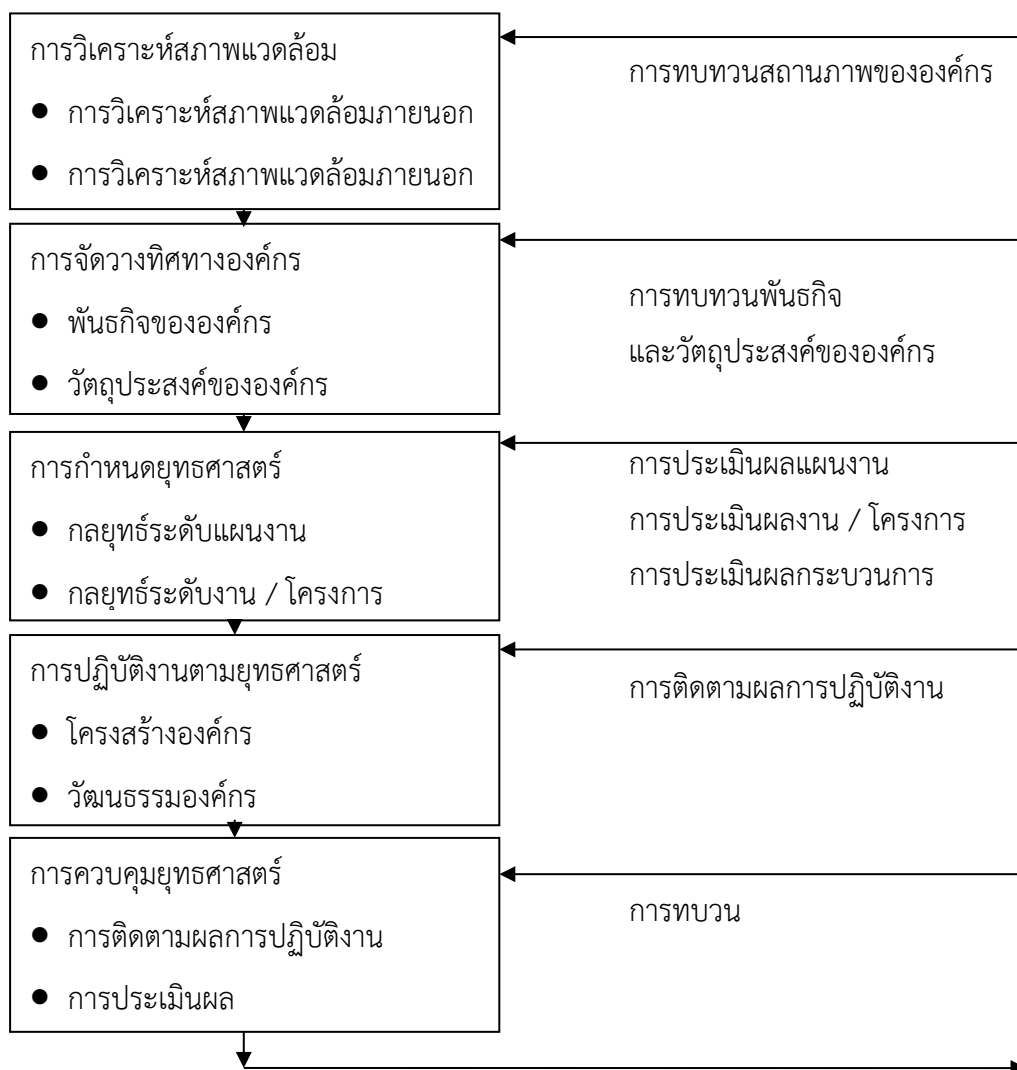 การวิเคราะห์สภาพแวดล้อม
● การวิเคราะห์สภาพแวดล้อมภายนอก
● การวิเคราะห์สภาพแวดล้อมภายนอก
การทบทวนสถานภาพขององค์กร
การจัดวางทิศทางองค์กร
● พันธกิจขององค์กร
● วัตถุประสงค์ขององค์กร
การทบทวนพันธกิจ
และวัตถุประสงค์ขององค์กร
การกำหนดยุทธศาสตร์
● กลยุทธ์ระดับแผนงาน
● กลยุทธ์ระดับงาน / โครงการ
การประเมินผลแผนงาน
การประเมินผลงาน / โครงการ
การประเมินผลกระบวนการ
การปฏิบัติงานตามยุทธศาสตร์
● โครงสร้างองค์กร
● วัฒนธรรมองค์กร
การติดตามผลการปฏิบัติงาน
การควบคุมยุทธศาสตร์
● การติดตามผลการปฏิบัติงาน
● การประเมินผล
การทบวน